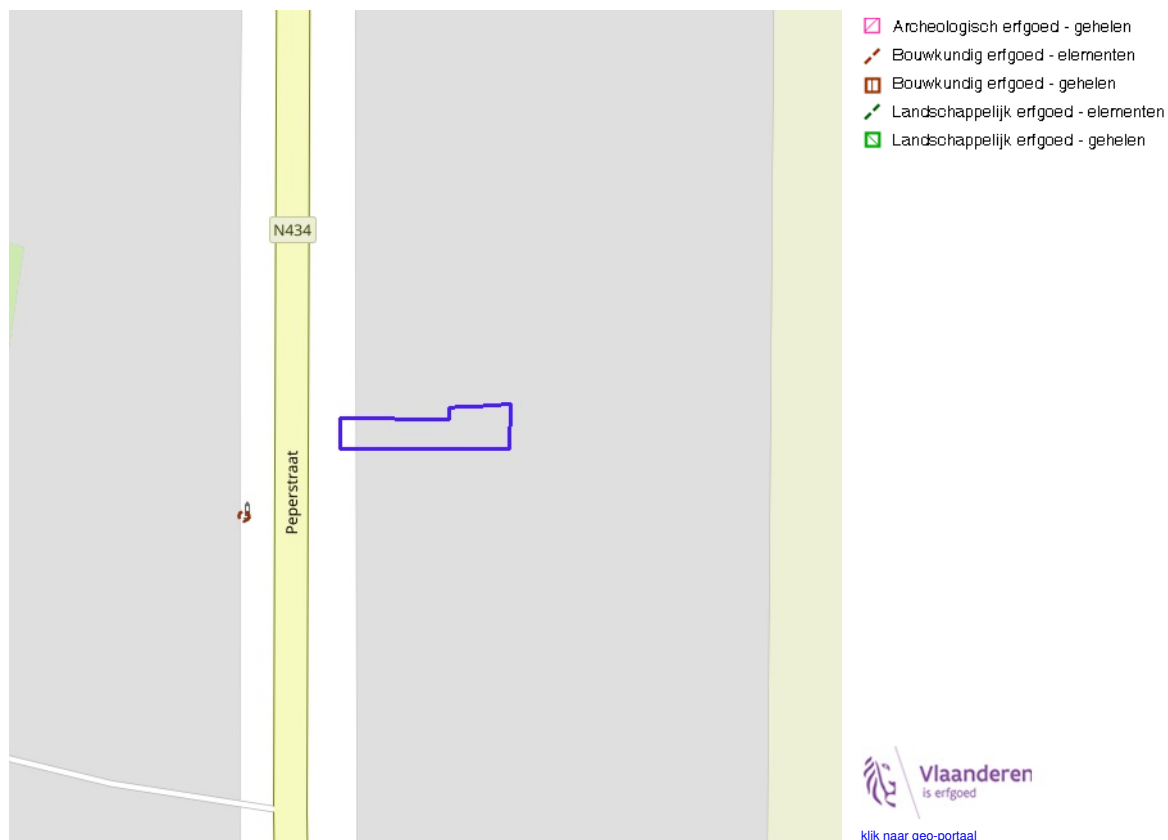 Archeologisch erfgoed - gehelen
Bouwkundig erfgoed - elementen
Bouwkundig erfgoed - gehelen
Landschappelijk erfgoed - elementen
Landschappelijk erfgoed - gehelen
N434
Peperstraat
Vlaanderen
is erfgoed
klik naar geo-portaal